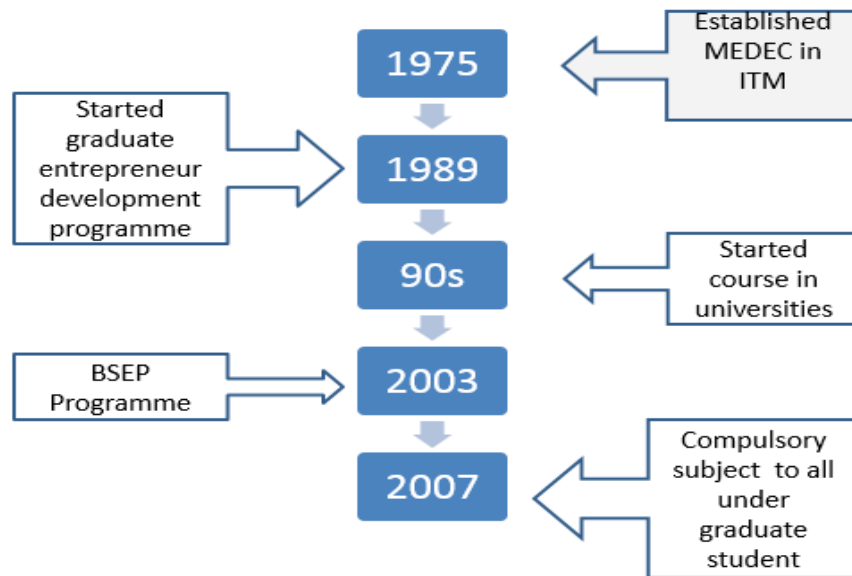 1975
Established
MEDEC in
ITM
Started
graduate
entrepreneur
development
programme
1989
90s
Started
course in
universities
BSEP
Programme
2003
2007
Compulsory
subject to all
under
graduate
student